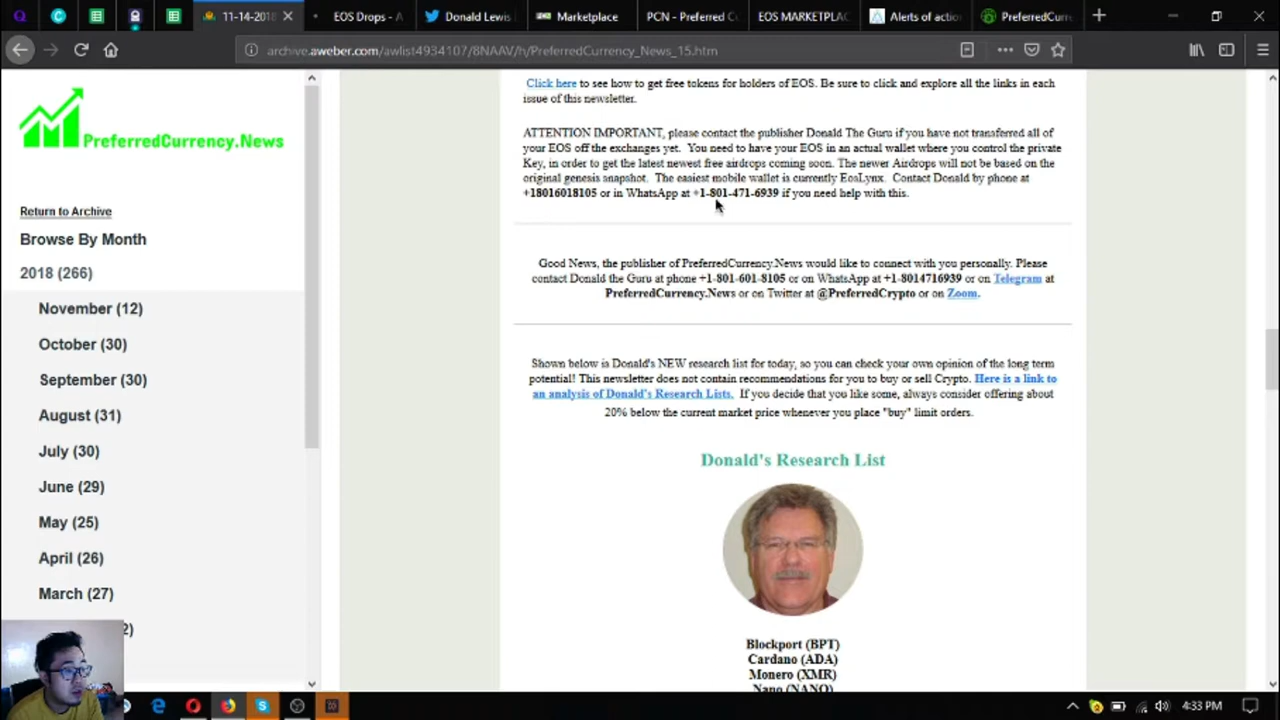 11-14-2018
EOS Drops - A
Donald Lewis
Marketplace
PCN - Preferred C
EOS MARKETPLAC
Alerts of action
PreferredCurre
archive.aweber.com/awlist4934107/8NAAV/h/PreferredCurrency_News_15.htm
PreferredCurrency.News
Return to Archive
Browse By Month
2018 (266)
November (12)
October (30)
September (30)
August (31)
July (30)
June (29)
May (25)
April (26)
March (27)
2)
Click here to see how to get free tokens for holders of EOS. Be sure to click and explore all the links in each
issue of this newsletter.
ATTENTION IMPORTANT, please contact the publisher Donald The Guru if you have not transferred all of
your EOS off the exchanges yet. You need to have your EOS in an actual wallet where you control the private
Key, in order to get the latest newest free airdrops coming soon. The newer Airdrops will not be based on the
original genesis snapshot. The easiest mobile wallet is currently EosLynx. Contact Donald by phone at
+18016018105 or in WhatsApp at +1-801-471-6939 if you need help with this.
Good News, the publisher of PreferredCurrency.News would like to connect with you personally. Please
contact Donald the Guru at phone +1-801-601-8105 or on WhatsApp at +1-8014716939 or on Telegram at
PreferredCurrency.News or on Twitter at @PreferredCrypto or on Zoom.
Shown below is Donald's NEW research list for today, so you can check your own opinion of the long term
potential! This newsletter does not contain recommendations for you to buy or sell Crypto. Here is a link to
an analysis of Donald's Research Lists. If you decide that you like some, always consider offering about
20% below the current market price whenever you place "buy" limit orders.
Donald's Research List
Blockport (BPT)
Cardano (ADA)
Monero (XMR)
Nano (NANO)
4:33 PM